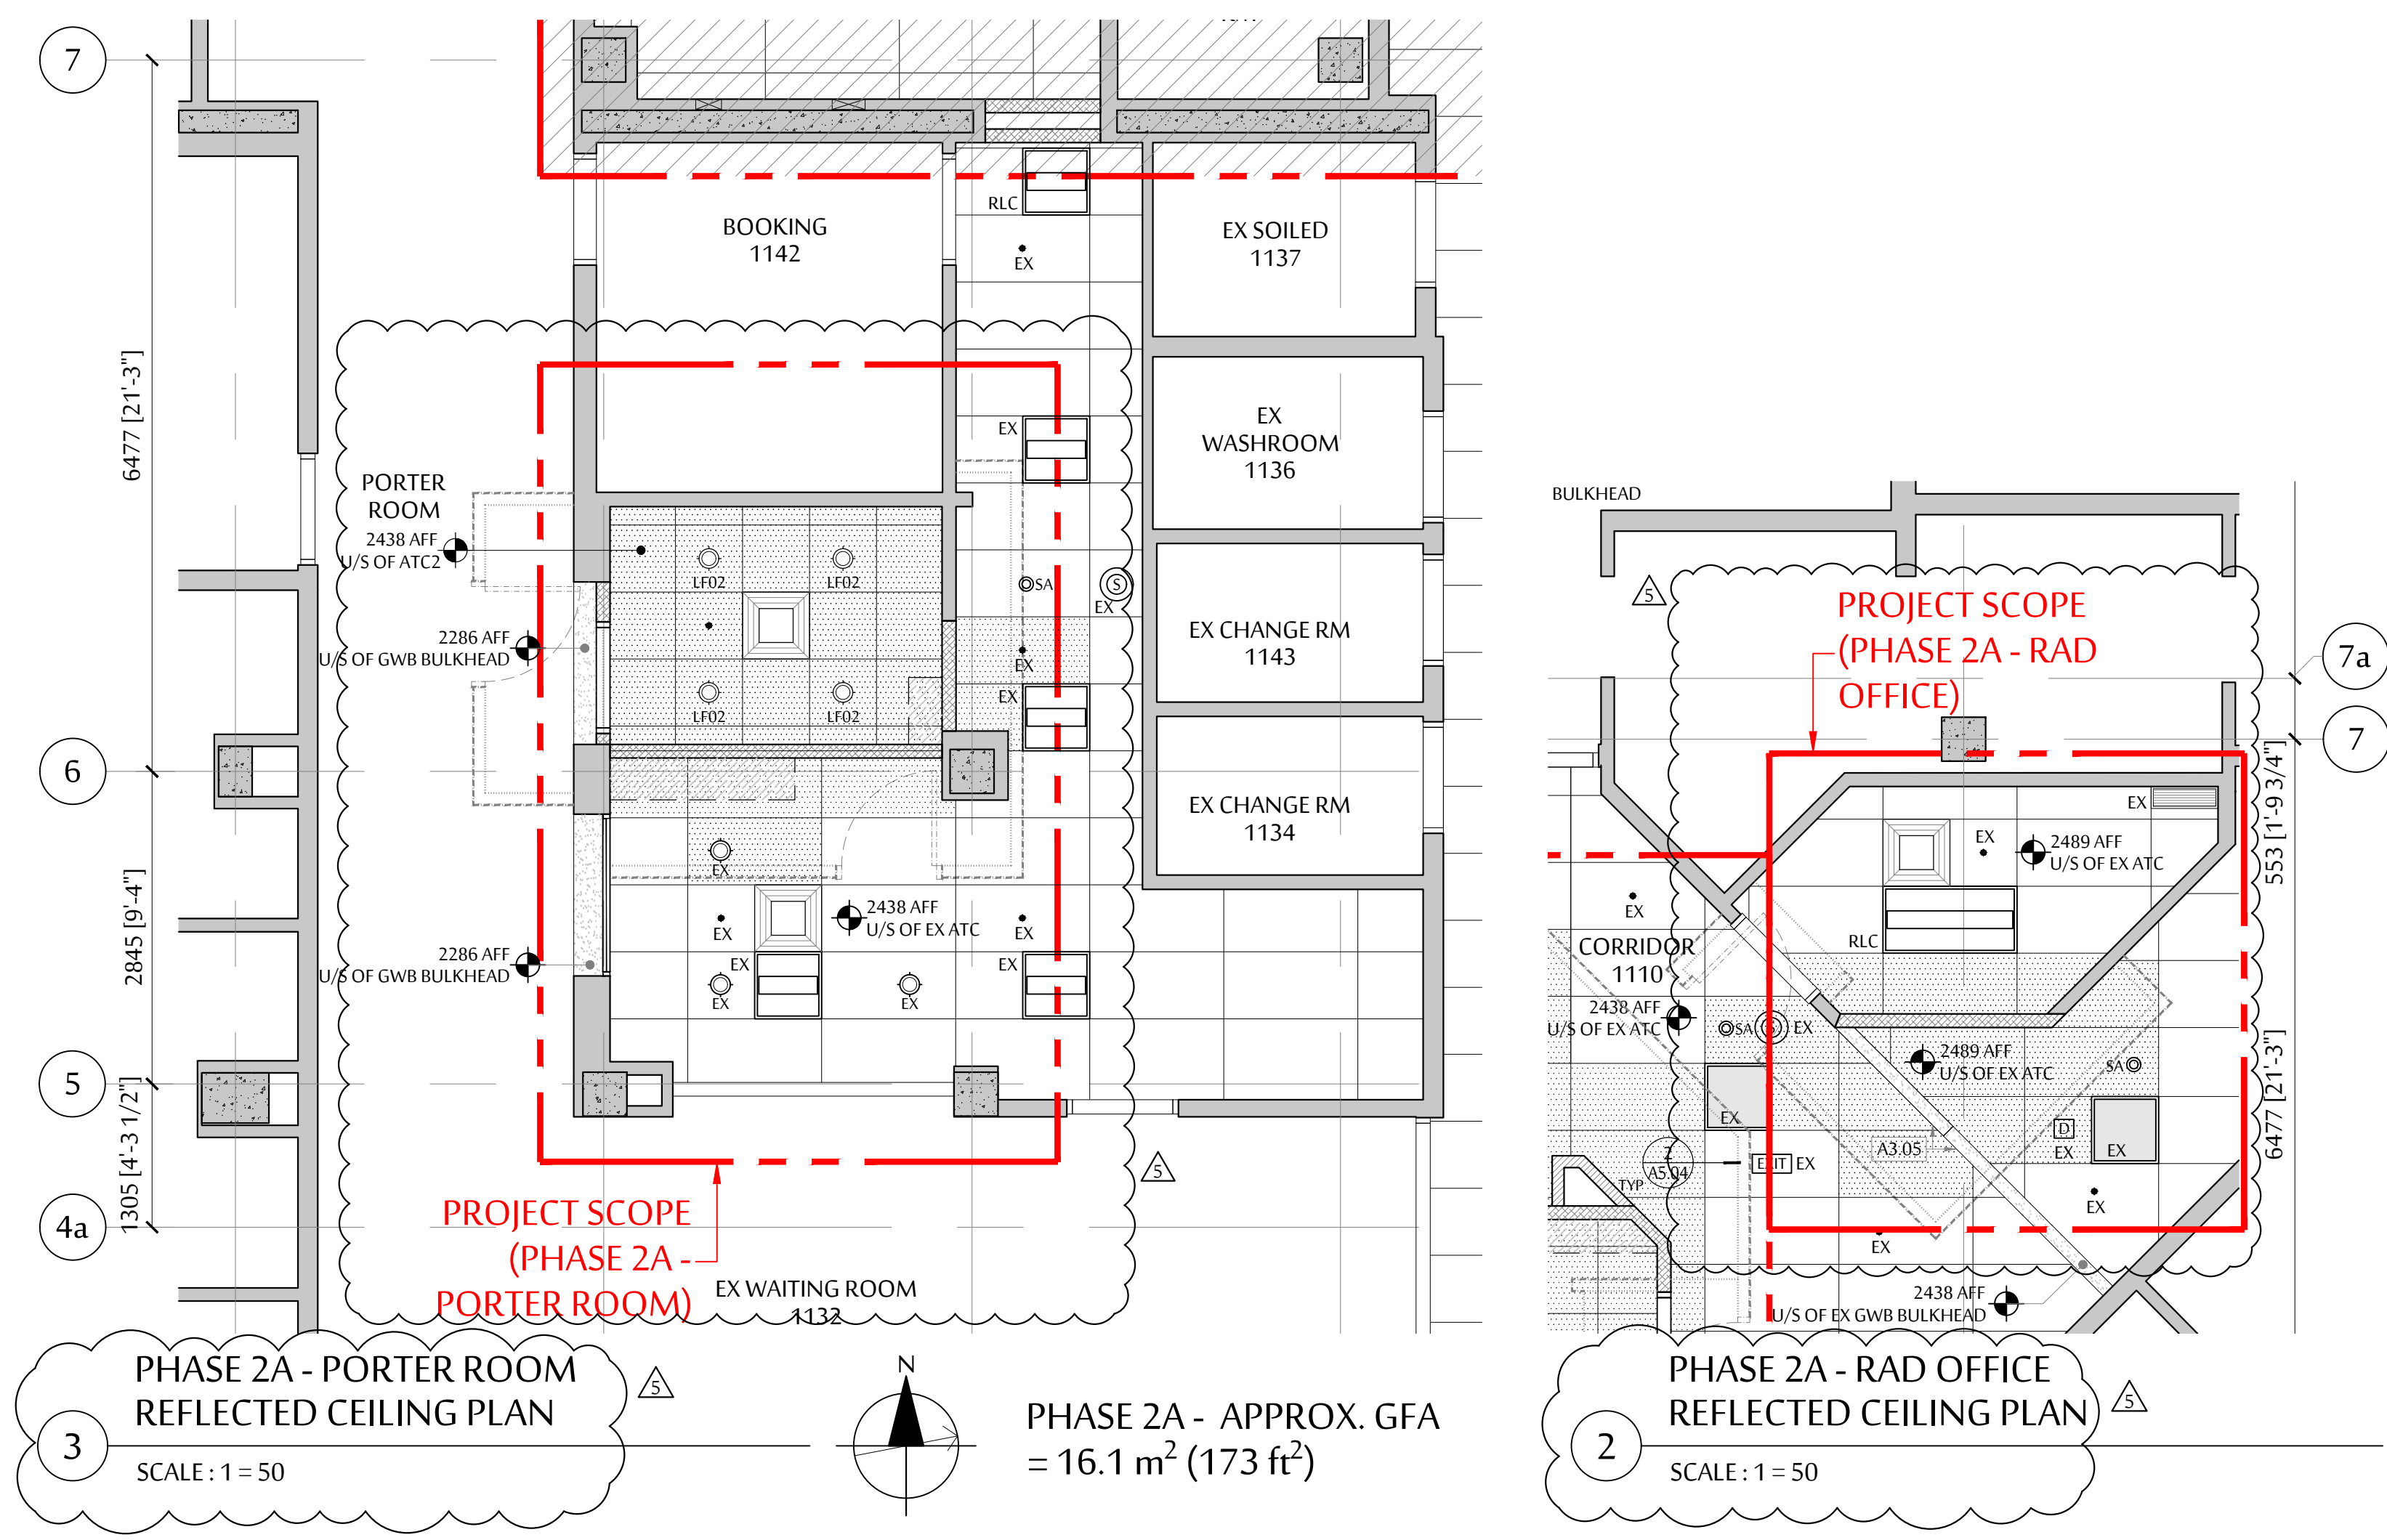 7
6477 [21'-3"]
6
2845 [9'-4"]
5
1305 [4'-3 1/2"]
4a
BOOKING
1142
RLC
EX
EX SOILED
1137
EX
EX
WASHROOM
1136
PORTER
ROOM
2438 AFF
U/S OF ATC2
LF02
LF02
SA
S
EX
2286 AFF
U/S OF GWB BULKHEAD
EX
EX
LF02
LF02
EX CHANGE RM
1143
EX CHANGE RM
1134
EX
2438 AFF
U/S OF EX ATC
EX
EX
2286 AFF
U/S OF GWB BULKHEAD
EX
EX
EX
EX
5
PROJECT SCOPE
(PHASE 2A -
PORTER ROOM)
EX WAITING ROOM
1132
PHASE 2A - PORTER ROOM
REFLECTED CEILING PLAN
5
3
SCALE : 1 = 50
N
PHASE 2A - APPROX. GFA
= 16.1 m² (173 ft²)
BULKHEAD
5
PROJECT SCOPE
(PHASE 2A - RAD
OFFICE)
7a
7
553 [1'-9 3/4"]
6477 [21'-3"]
EX
EX
2489 AFF
U/S OF EX ATC
EX
RLC
CORRIDOR
1110
2438 AFF
U/S OF EX ATC
SA
S
EX
2489 AFF
U/S OF EX ATC
SA
EX
D
EX
EX
A3.05
2
A5.04
EXIT
EX
TYP
EX
EX
2438 AFF
U/S OF EX GWB BULKHEAD
PHASE 2A - RAD OFFICE
REFLECTED CEILING PLAN
5
2
SCALE : 1 = 50